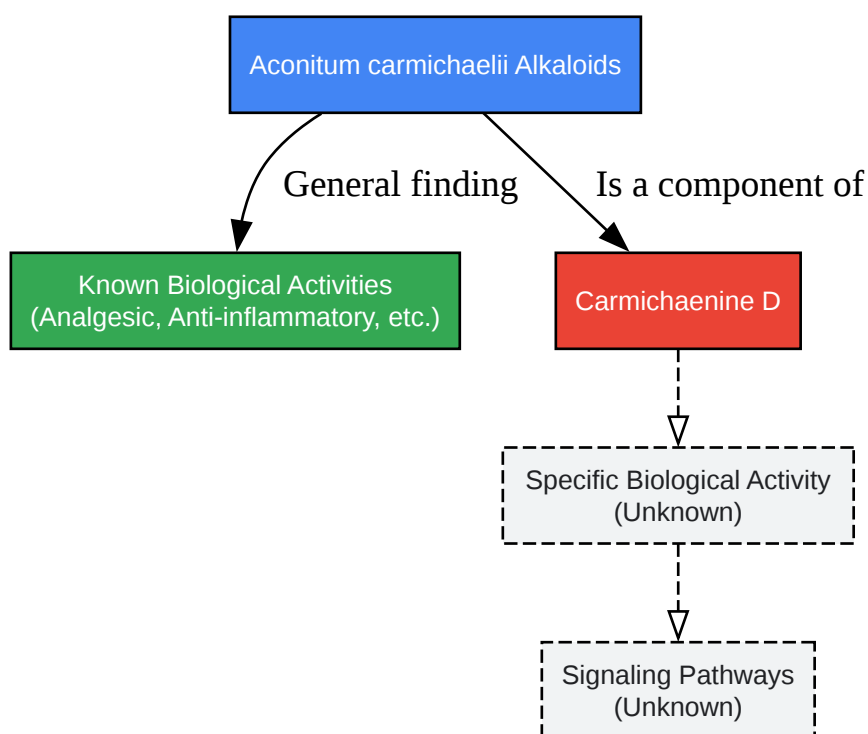 Aconitum carmichaelii Alkaloids
General finding
Is a component of
Known Biological Activities
(Analgesic, Anti-inflammatory, etc.)
Carmichaenine D
Specific Biological Activity
(Unknown)
Signaling Pathways
(Unknown)